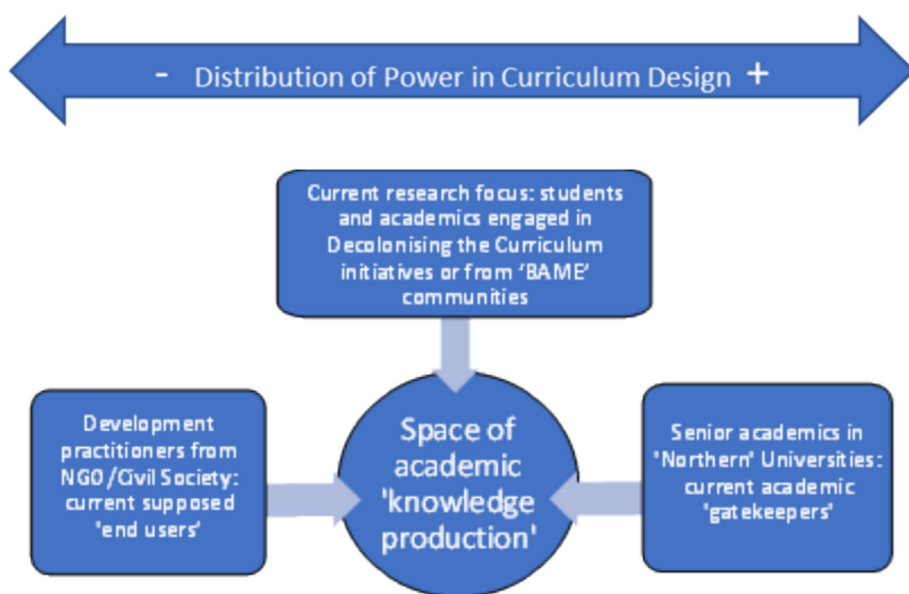 - Distribution of Power in Curriculum Design +
Current research focus: students
and academics engaged in
Decolonising the Curriculum
initiatives or from ‘BAME’
communities
Development
practitioners from
NGO/Civil Society:
current supposed
'end users'
Space of
academic
'knowledge
production'
Senior academics in
'Northern' Universities:
current academic
'gatekeepers'